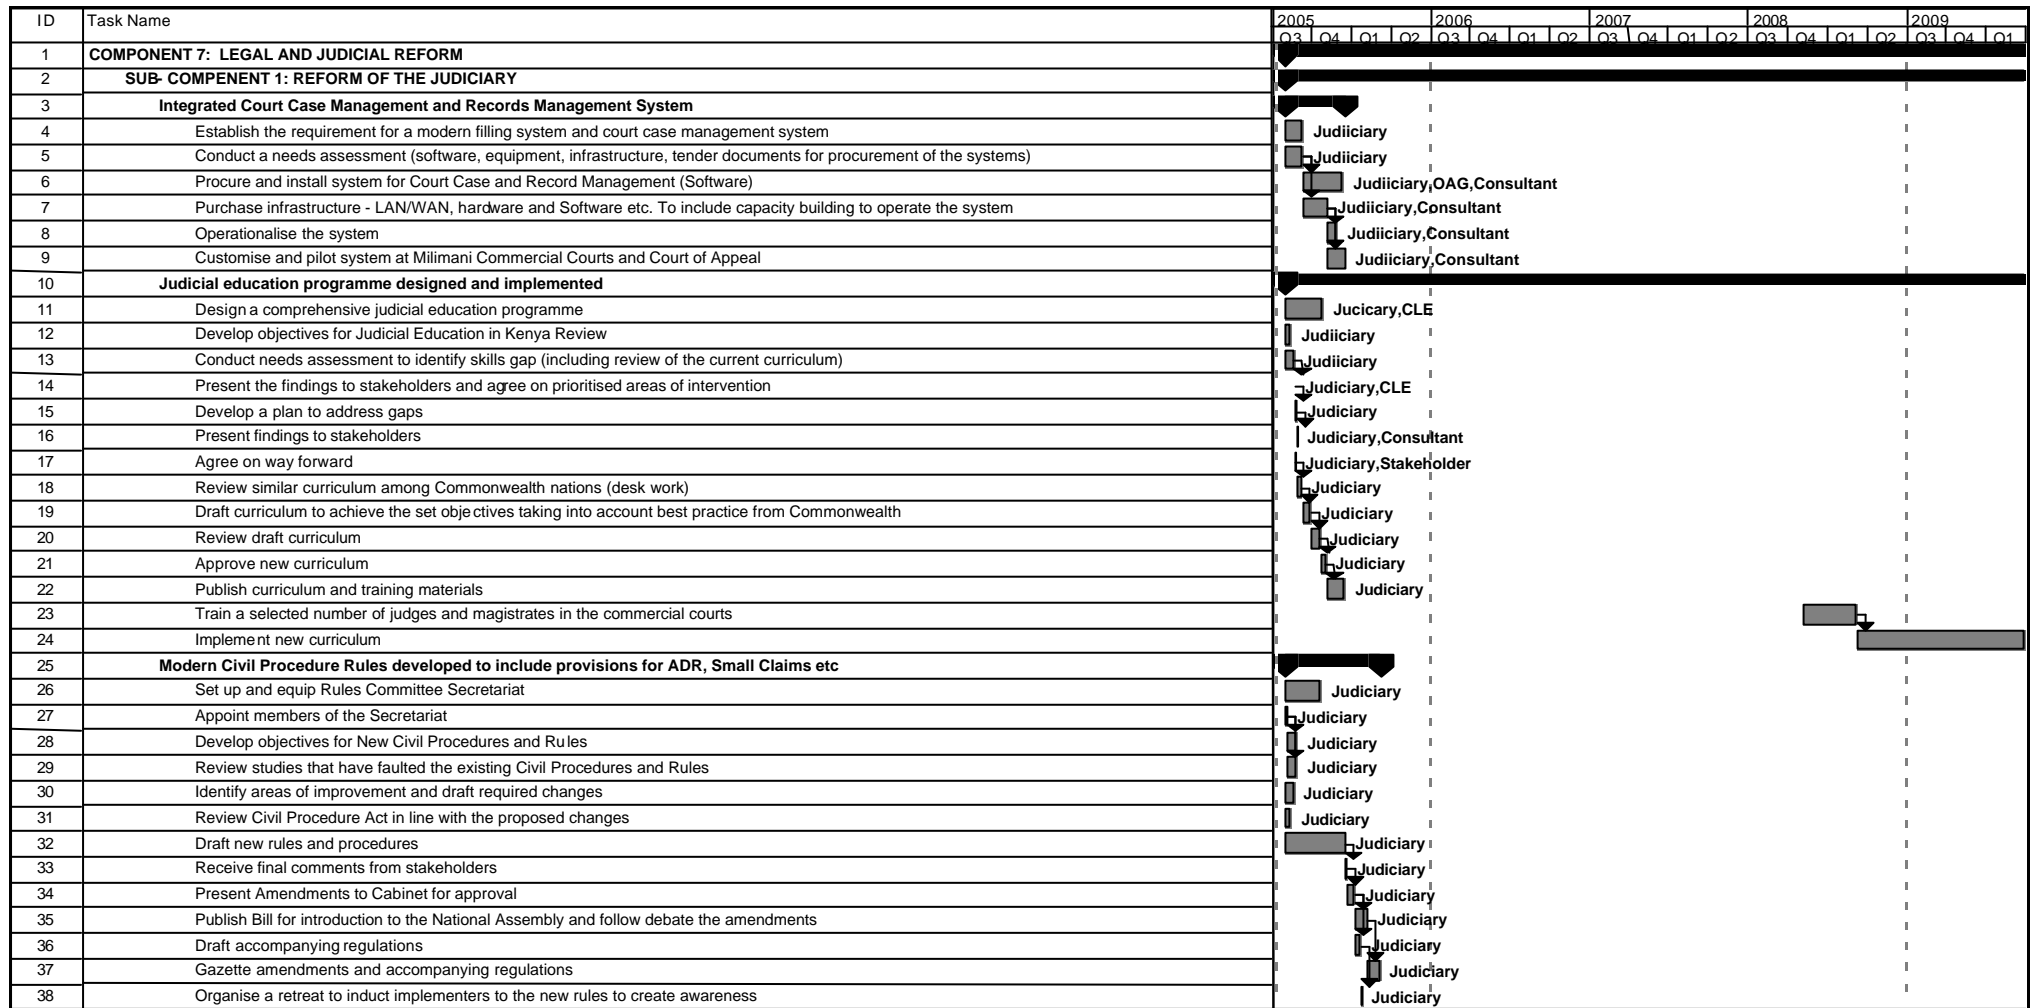 ID Task Name 2005 2006 2007 2008 2009
Q3 Q4 Q1 Q2 Q3 Q4 Q1 Q2 Q3 Q4 Q1 Q2 Q3 Q4 Q1 Q2 Q3 Q4 Q1
1 COMPONENT 7: LEGAL AND JUDICIAL REFORM
2 SUB- COMPENENT 1: REFORM OF THE JUDICIARY
3 Integrated Court Case Management and Records Management System
4 Establish the requirement for a modern filling system and court case management system Judiiciary
5 Conduct a needs assessment (software, equipment, infrastructure, tender documents for procurement of the systems) Judiiciary
6 Procure and install system for Court Case and Record Management (Software) Judiiciary,OAG,Consultant
7 Purchase infrastructure - LAN/WAN, hardware and Software etc. To include capacity building to operate the system Judiiciary,Consultant
8 Operationalise the system Judiiciary,Consultant
9 Customise and pilot system at Milimani Commercial Courts and Court of Appeal Judiiciary,Consultant
10 Judicial education programme designed and implemented
11 Design a comprehensive judicial education programme Jucicary,CLE
12 Develop objectives for Judicial Education in Kenya Review Judiiciary
13 Conduct needs assessment to identify skills gap (including review of the current curriculum) Judiiciary
14 Present the findings to stakeholders and agree on prioritised areas of intervention Judiciary,CLE
15 Develop a plan to address gaps Judiciary
16 Present findings to stakeholders Judiciary,Consultant
17 Agree on way forward Judiciary,Stakeholder
18 Review similar curriculum among Commonwealth nations (desk work) Judiciary
19 Draft curriculum to achieve the set objectives taking into account best practice from Commonwealth Judiciary
20 Review draft curriculum Judiciary
21 Approve new curriculum Judiciary
22 Publish curriculum and training materials Judiciary
23 Train a selected number of judges and magistrates in the commercial courts
24 Implement new curriculum
25 Modern Civil Procedure Rules developed to include provisions for ADR, Small Claims etc
26 Set up and equip Rules Committee Secretariat Judiciary
27 Appoint members of the Secretariat Judiciary
28 Develop objectives for New Civil Procedures and Rules Judiciary
29 Review studies that have faulted the existing Civil Procedures and Rules Judiciary
30 Identify areas of improvement and draft required changes Judiciary
31 Review Civil Procedure Act in line with the proposed changes Judiciary
32 Draft new rules and procedures Judiciary
33 Receive final comments from stakeholders Judiciary
34 Present Amendments to Cabinet for approval Judiciary
35 Publish Bill for introduction to the National Assembly and follow debate the amendments Judiciary
36 Draft accompanying regulations Judiciary
37 Gazette amendments and accompanying regulations Judiciary
38 Organise a retreat to induct implementers to the new rules to create awareness Judiciary